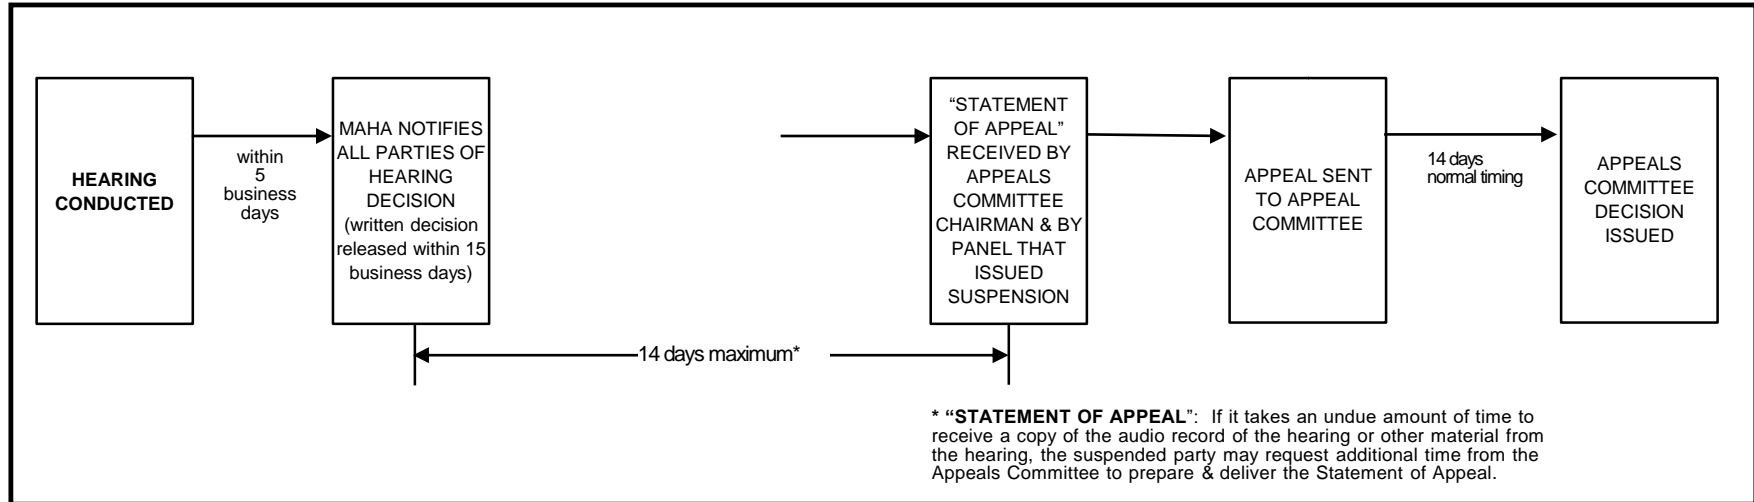 HEARING
CONDUCTED
within
5
business
days
MAHA NOTIFIES
ALL PARTIES OF
HEARING
DECISION
(written decision
released within 15
business days)
14 days maximum*
“STATEMENT
OF APPEAL”
RECEIVED BY
APPEALS
COMMITTEE
CHAIRMAN & BY
PANEL THAT
ISSUED
SUSPENSION
APPEAL SENT
TO APPEAL
COMMITTEE
14 days
normal timing
APPEALS
COMMITTEE
DECISION
ISSUED
* “STATEMENT OF APPEAL”: If it takes an undue amount of time to
receive a copy of the audio record of the hearing or other material from
the hearing, the suspended party may request additional time from the
Appeals Committee to prepare & deliver the Statement of Appeal.